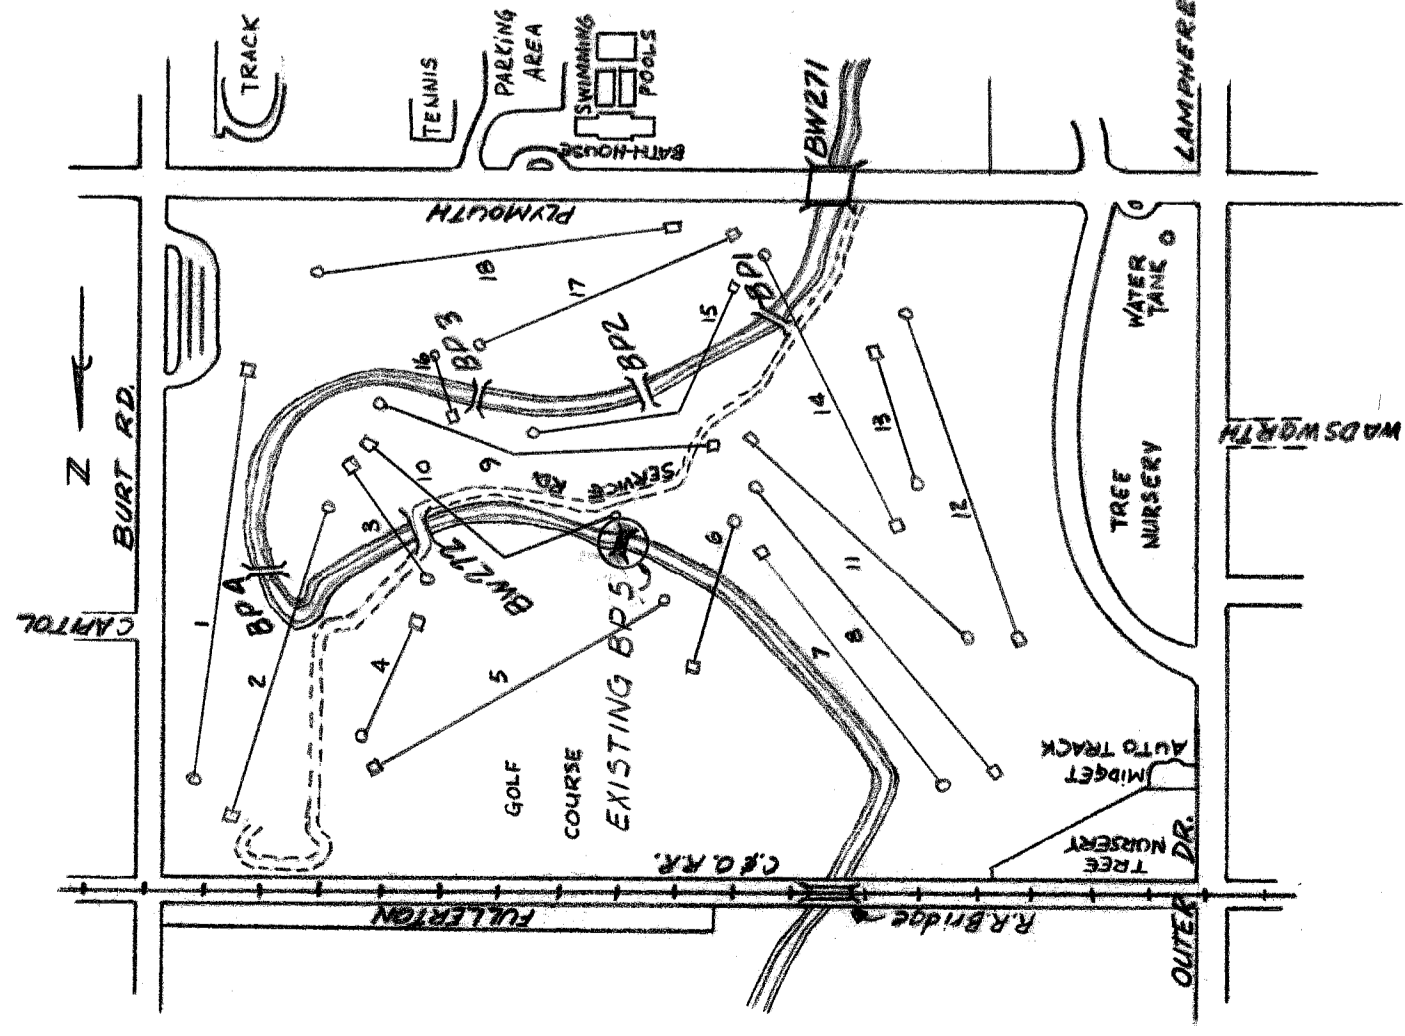 TRACK
TENNIS
PARKING
AREA
SWIMMING
POOLS
BATH-HOUSE
BW271
LAMPHERE
PLYMOUTH
N
BURT RD.
CAPITOL
18
17
16
BP3
BP2
15
BP1
14
13
12
WATER
TANK
TREE
NURSERY
WADSWORTH
1
2
3
10
9
SERVICE
RD
BPA
BW272
4
5
6
11
8
7
GOLF
COURSE
EXISTING BP5
MIDGET
AUTO TRACK
TREE
NURSERY
C.& O. R.R.
FULLERTON
R.R. Bridge
OUTER DR.